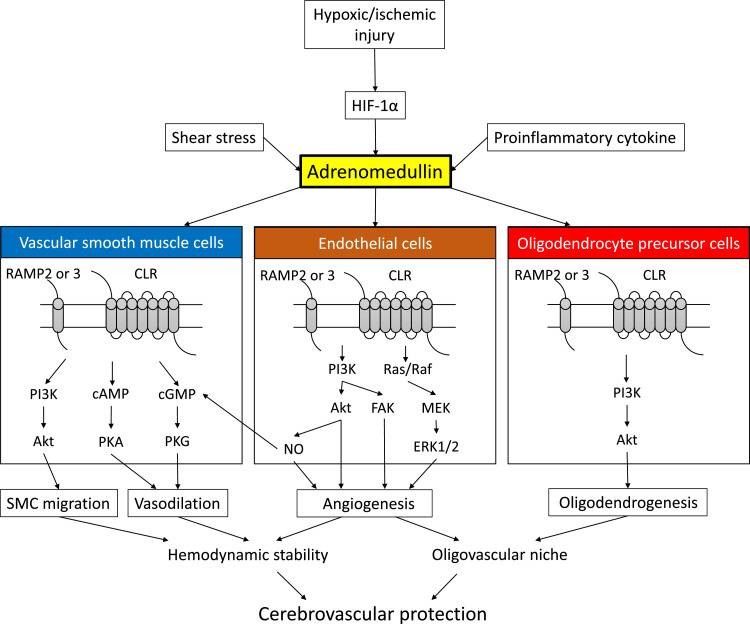 Hypoxic/ischemic
injury
HIF-1α
Shear stress
Proinflammatory cytokine
Adrenomedullin
Vascular smooth muscle cells
Endothelial cells
Oligodendrocyte precursor cells
RAMP2 or 3
CLR
RAMP2 or 3
CLR
RAMP2 or 3
CLR
PI3K
cAMP
cGMP
Akt
PKA
PKG
PI3K
Ras/Raf
Akt
FAK
MEK
NO
ERK1/2
PI3K
Akt
SMC migration
Vasodilation
Angiogenesis
Oligodendrogenesis
Hemodynamic stability
Oligovascular niche
Cerebrovascular protection